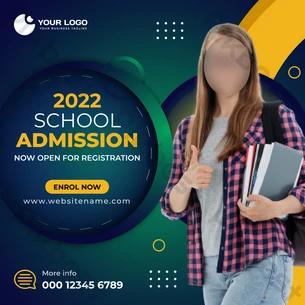 YOUR LOGO
YOUR BUSINESS TAGLINE
2022
SCHOOL
ADMISSION
NOW OPEN FOR REGISTRATION
ENROL NOW
www.websitename.com
More info
000 12345 6789